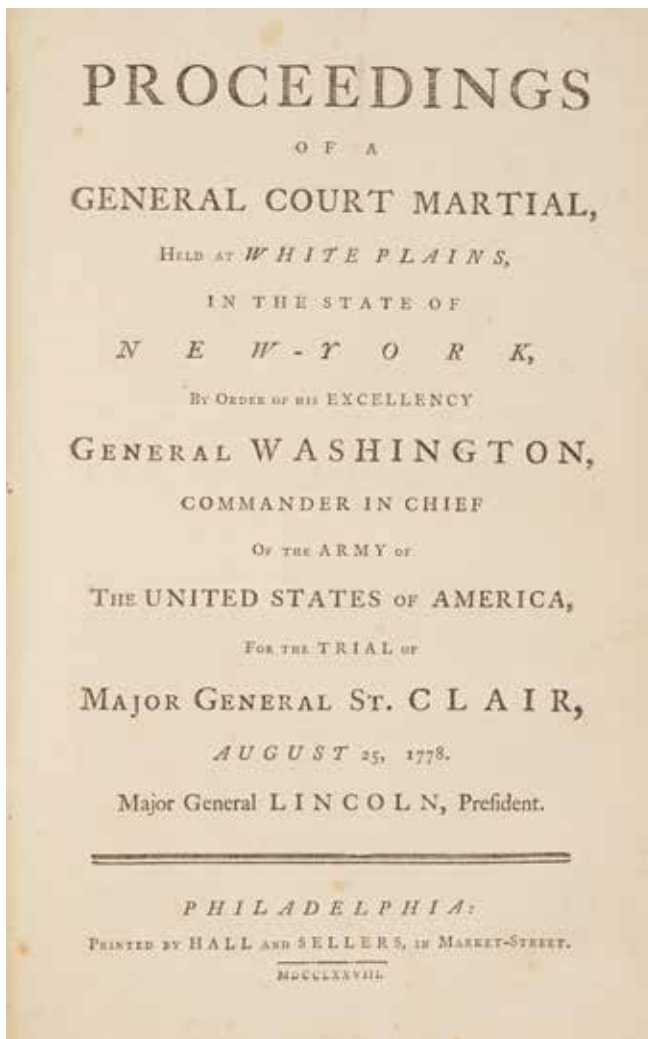 PROCEEDINGS
OF A
GENERAL COURT MARTIAL,
HELD AT WHITE PLAINS,
IN THE STATE OF
NEW-YORK,
BY ORDER OF HIS EXCELLENCY
GENERAL WASHINGTON,
COMMANDER IN CHIEF
OF THE ARMY OF
THE UNITED STATES OF AMERICA,
FOR THE TRIAL OF
MAJOR GENERAL ST. CLAIR,
AUGUST 25, 1778.
Major General LINCOLN, Preſident.
PHILADELPHIA:
PRINTED BY HALL AND SELLERS, IN MARKET-STREET.
MDCCLXXVIII.